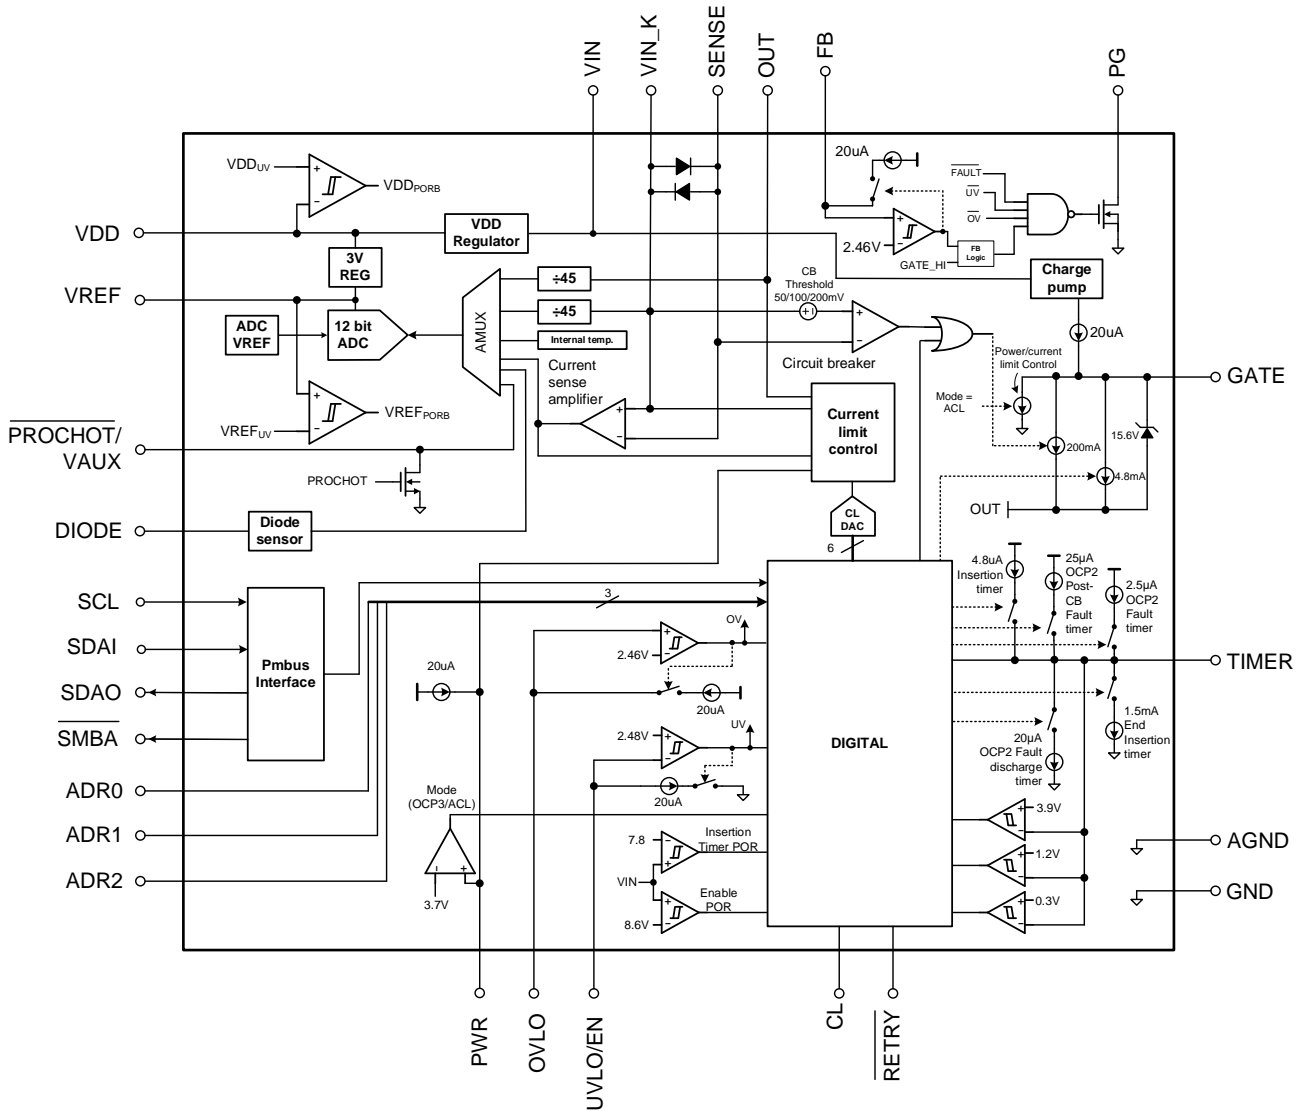 VIN
VIN_K
SENSE
OUT
FB
PG
VDDUV
VDDPORB
VDD
VDD
Regulator
3V
REG
VREF
ADC
VREF
12 bit
ADC
AMUX
÷45
÷45
Internal temp.
VREFPORB
VREFUV
PROCHOT/
VAUX
PROCHOT
DIODE
Diode
sensor
Current
sense
amplifier
CB
Threshold
50/100/200mV
Circuit breaker
Current
limit
control
CL
DAC
6
20uA
2.46V
GATE_HI
FB
Logic
FAULT
UV
OV
Charge
pump
20uA
Power/current
limit Control
Mode =
ACL
200mA
4.8mA
15.6V
OUT
GATE
SCL
SDAI
SDAO
SMBA
Pmbus
Interface
ADR0
ADR1
ADR2
3
20uA
OV
2.46V
20uA
UV
2.48V
20uA
Mode
(OCP3/ACL)
3.7V
7.8
Insertion
Timer POR
VIN
Enable
POR
8.6V
DIGITAL
4.8uA
Insertion
timer
25µA
OCP2
Post-
CB
Fault
timer
2.5µA
OCP2
Fault
timer
TIMER
20µA
OCP2 Fault
discharge
timer
1.5mA
End
Insertion
timer
3.9V
1.2V
0.3V
AGND
GND
PWR
OVLO
UVLO/EN
CL
RETRY